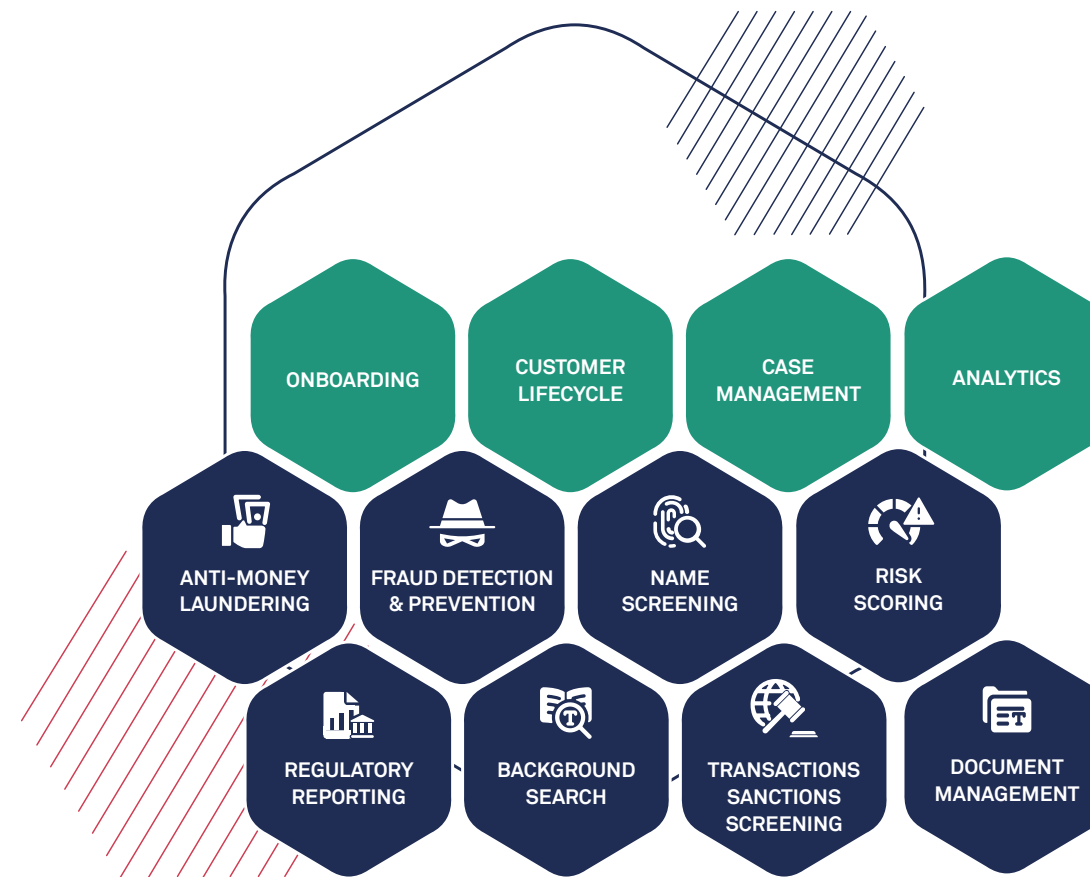 ONBOARDING
CUSTOMER
LIFECYCLE
CASE
MANAGEMENT
ANALYTICS
ANTI-MONEY
LAUNDERING
FRAUD DETECTION
& PREVENTION
NAME
SCREENING
RISK
SCORING
REGULATORY
REPORTING
T
BACKGROUND
SEARCH
TRANSACTIONS
SANCTIONS
SCREENING
T
DOCUMENT
MANAGEMENT